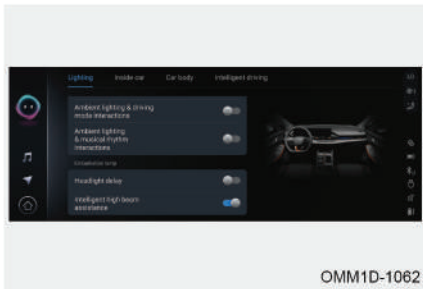 Lighting Inside car Car body Intelligent driving
Ambient lighting & driving
mode interactions
Ambient lighting
& musical rhythm
interactions
Headlight delay
Intelligent high beam
assistance
OMM1D-1062